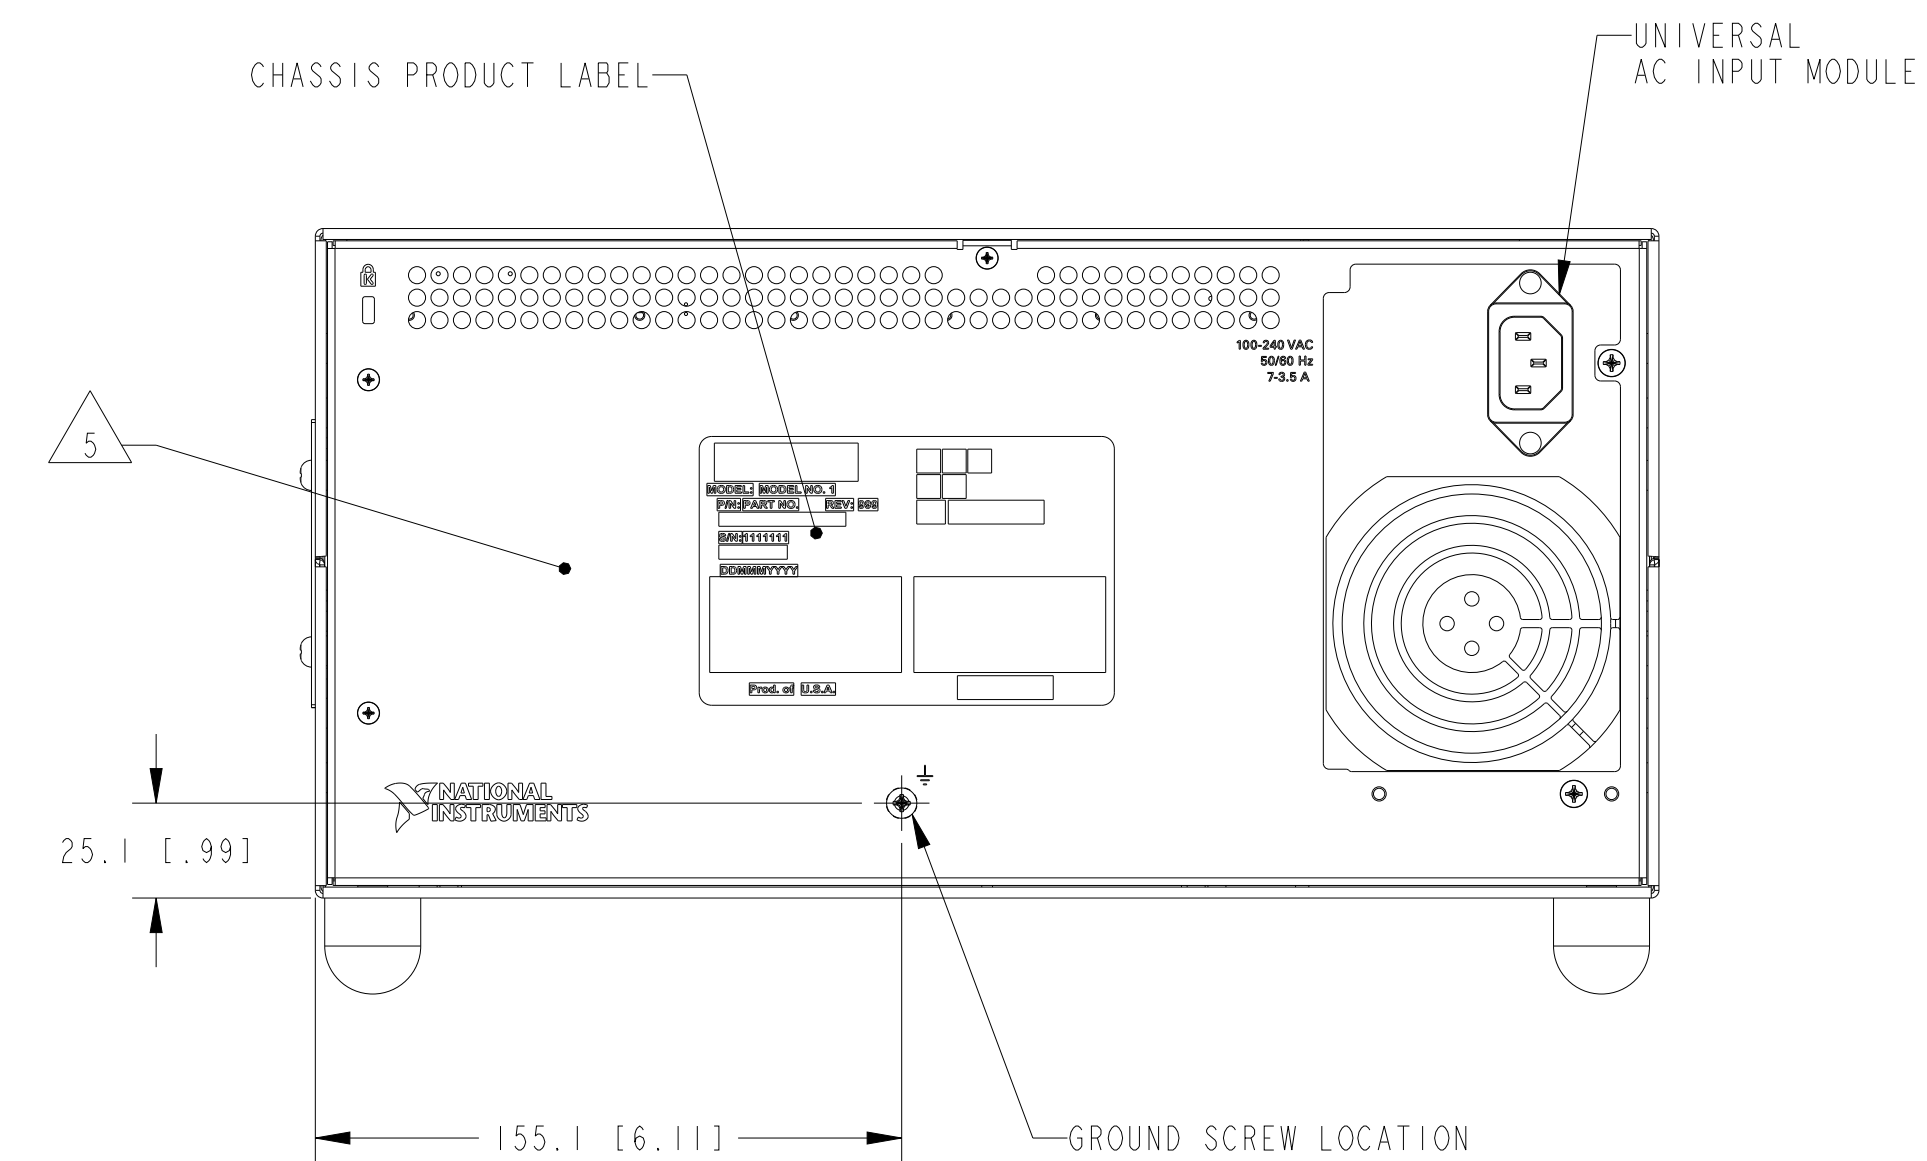 UNIVERSAL
AC INPUT MODULE
CHASSIS PRODUCT LABEL
K
100-240 VAC
50/60 Hz
7-3.5 A
5
MODEL: MODEL NO. 1
P/N: PART NO. REV: 999
S/N: 1111111
DDMMMYYYY
Prod. of U.S.A.
NATIONAL
INSTRUMENTS
25.1 [.99]
155.1 [6.11]
GROUND SCREW LOCATION